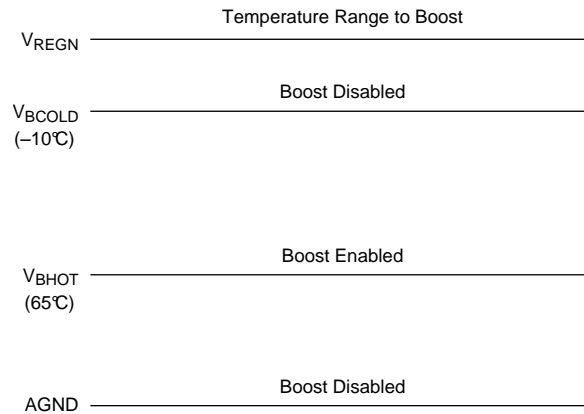 Temperature Range to Boost
VREGN
Boost Disabled
VBCOLD
(–10℃)
Boost Enabled
VBHOT
(65℃)
Boost Disabled
AGND